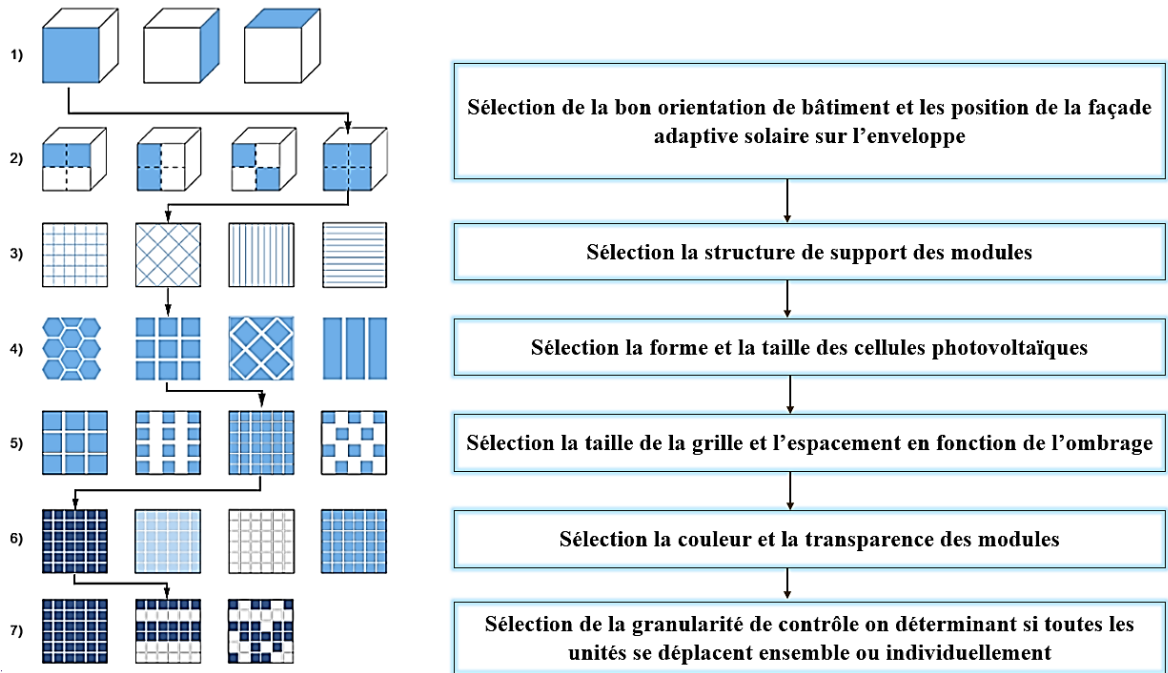 1)
Sélection de la bon orientation de bâtiment et les position de la façade
adaptive solaire sur l’enveloppe
2)
3)
Sélection la structure de support des modules
4)
Sélection la forme et la taille des cellules photovoltaïques
5)
Sélection la taille de la grille et l’espacement en fonction de l’ombrage
6)
Sélection la couleur et la transparence des modules
7)
Sélection de la granularité de contrôle on déterminant si toutes les
unités se déplacent ensemble ou individuellement